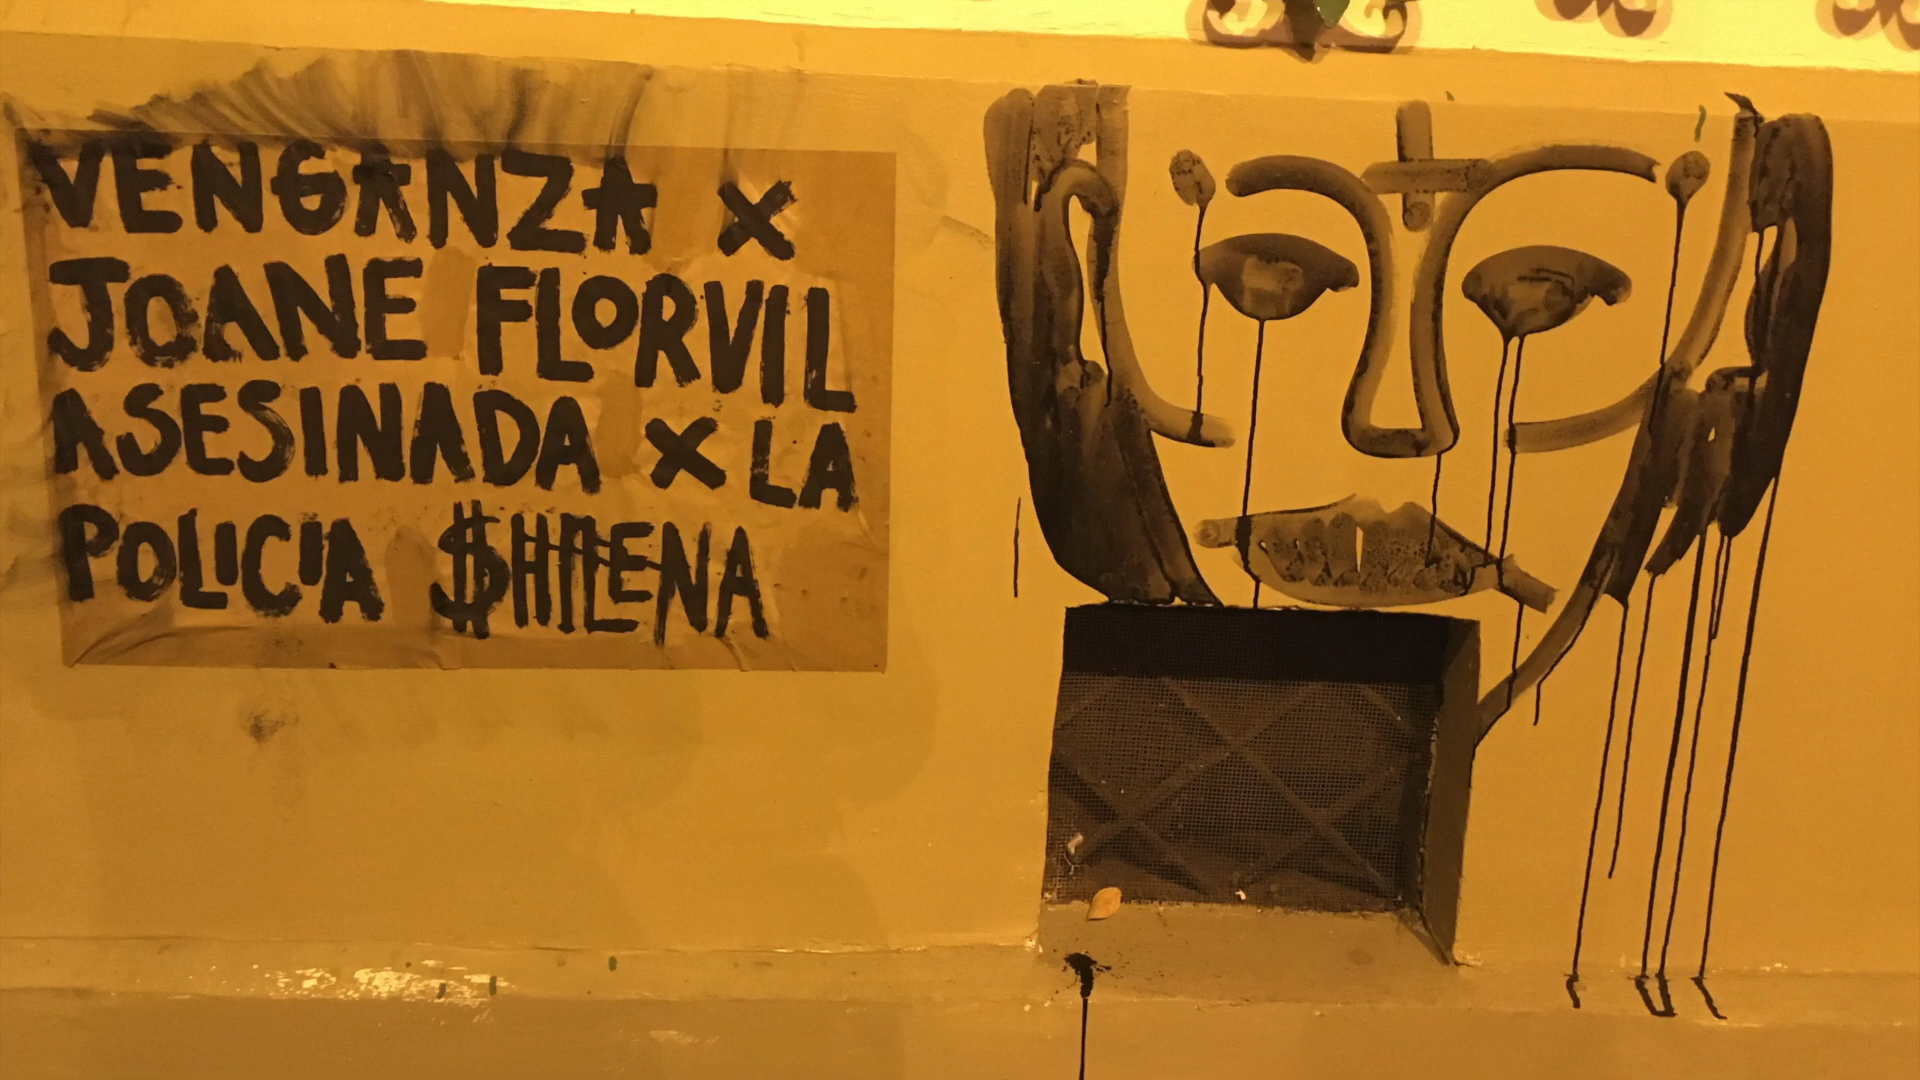 VENGANZA X
JOANE FLORVIL
ASESINADA X LA
POLICIA $HILENA